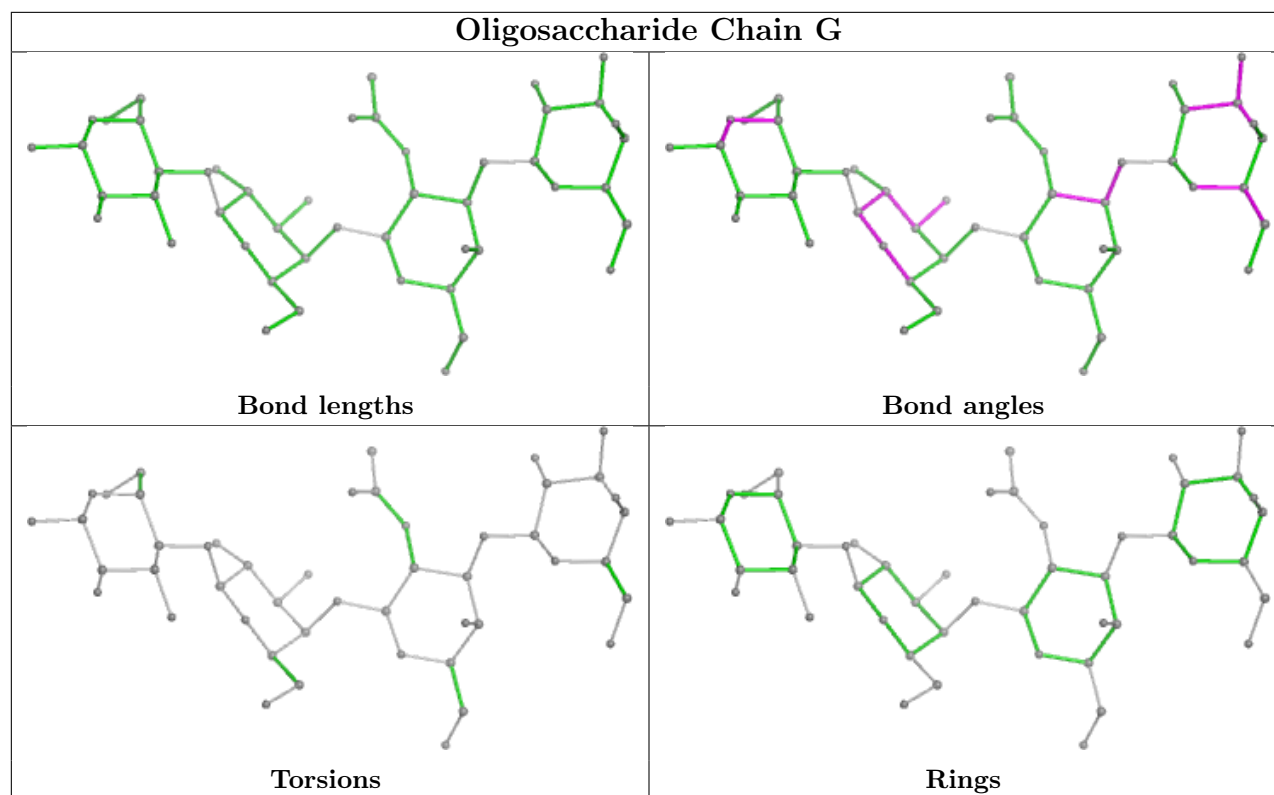 Oligosaccharide Chain G
Bond lengths
Bond angles
Torsions
Rings